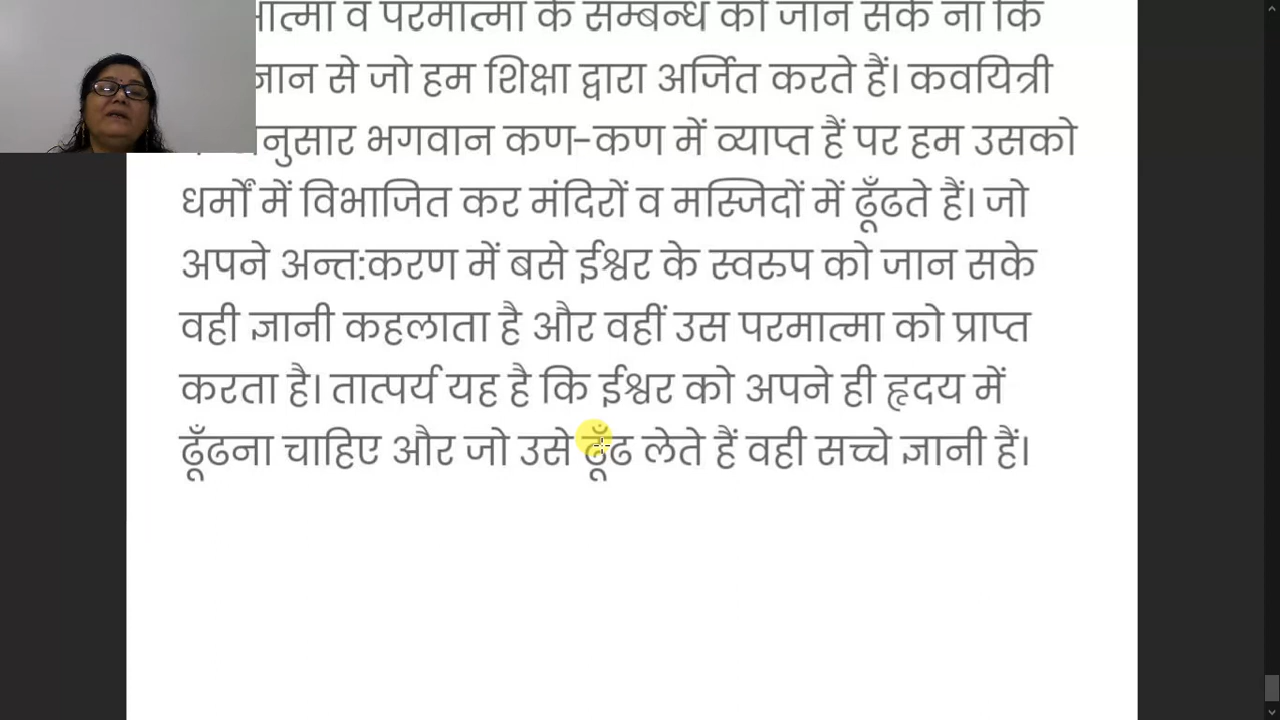 व परमात्मा के सम्बन्ध को जान सके ना कि
से जो हम शिक्षा द्वारा अर्जित करते हैं। कवयित्री
भगवान कण-कण में व्याप्त हैं पर हम उसको
धर्मों में विभाजित कर मंदिरों व मस्जिदों में ढूँढते हैं। जो
अपने अन्त:करण में बसे ईश्वर के स्वरुप को जान सके
वही ज्ञानी कहलाता है और वहीं उस परमात्मा को प्राप्त
करता है। तात्पर्य यह है कि ईश्वर को अपने ही हृदय में
ढूँढना चाहिए और जो उसे ढूँढ लेते हैं वही सच्चे ज्ञानी हैं।